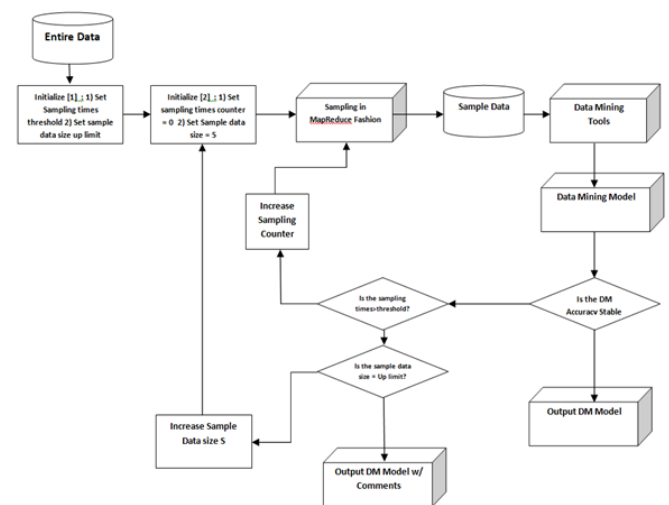 Entire Data
Initialize [1]_; 1) Set
Sampling times
threshold 2) Set sample
data size up limit
Initialize [2]_; 1) Set
sampling times counter
= 0 2) Set Sample data
size = S
Sampling in
MapReduce Fashion
Sample Data
Data Mining
Tools
Data Mining Model
Increase
Sampling
Counter
Is the sampling
times>threshold?
Is the DM
Accuracy Stable
Is the sample data
size = Up limit?
Increase Sample
Data size S
Output DM Model
Output DM Model w/
Comments